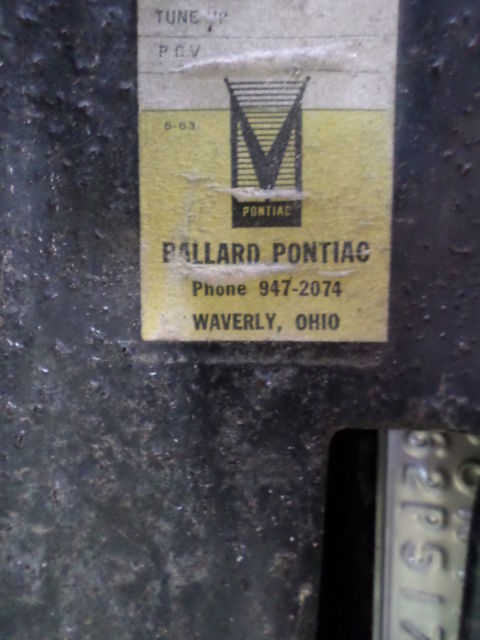 TUNE UP
P C V
6-63
PONTIAC
BALLARD PONTIAC
Phone 947-2074
WAVERLY, OHIO